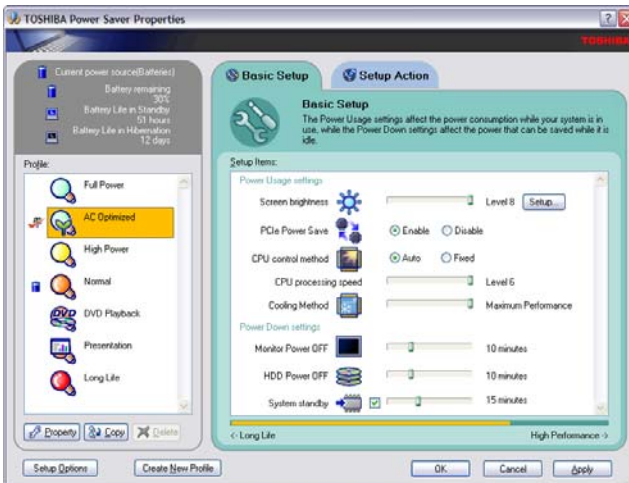 TOSHIBA Power Saver Properties
TOSHIBA
Current power source(Batteries)
Battery remaining
30%
Battery Life in Standby
51 hours
Battery Life in Hibernation
12 days
Profile:
Full Power
AC Optimized
High Power
Normal
DVD
DVD Playback
Presentation
Long Life
Property
Copy
Delete
Setup Options
Create New Profile
Basic Setup
Setup Action
Basic Setup
The Power Usage settings affect the power consumption while your system is in
use, while the Power Down settings affect the power that can be saved while it is
idle.
Setup Items:
Power Usage settings
Screen brightness
Level 8
Setup...
PCIe Power Save
Enable
Disable
CPU control method
Auto
Fixed
CPU processing speed
Level 6
Cooling Method
Maximum Performance
Power Down settings
Monitor Power OFF
10 minutes
HDD Power OFF
10 minutes
System standby
15 minutes
<- Long Life
High Performance ->
OK
Cancel
Apply